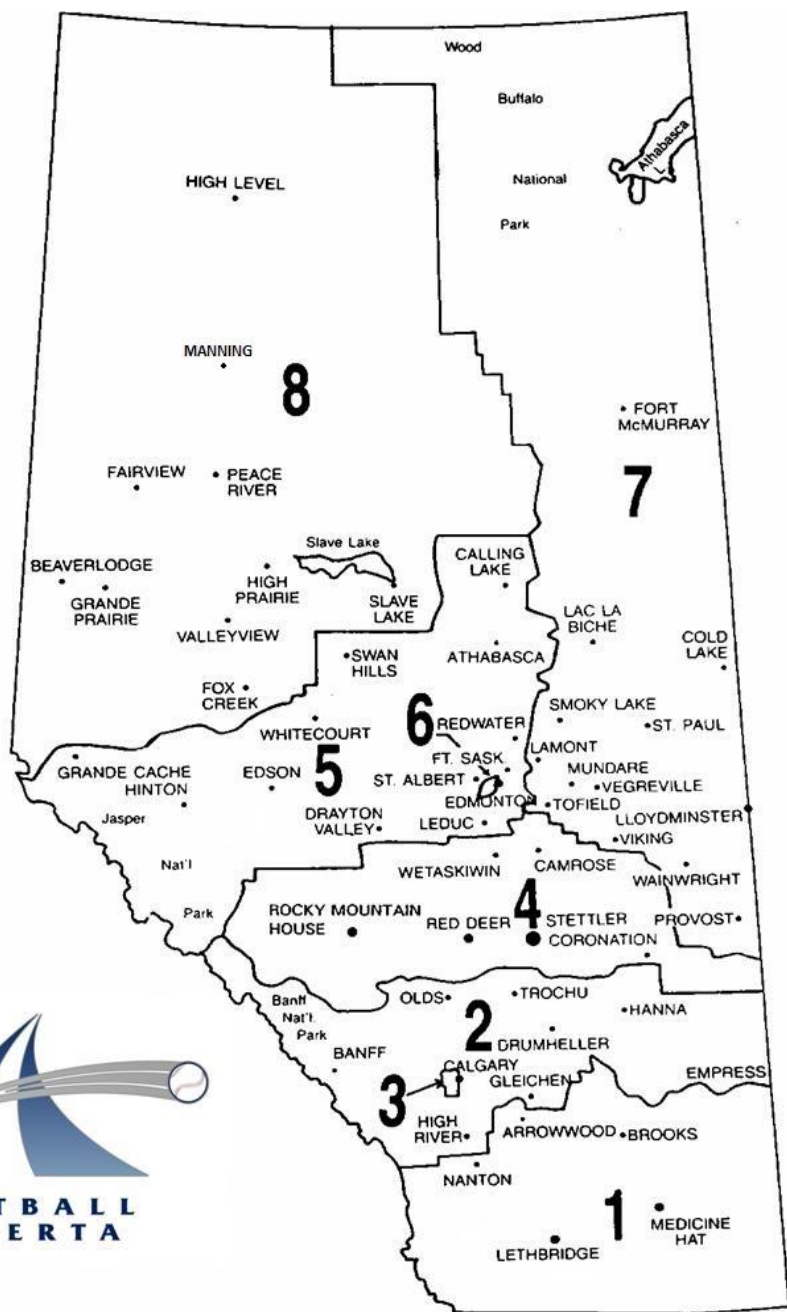 Wood
Buffalo
National
Park
Athabasca
L.
HIGH LEVEL
MANNING
8
FORT
McMURRAY
7
FAIRVIEW
PEACE
RIVER
Slave Lake
CALLING
LAKE
BEAVERLODGE
GRANDE
PRAIRIE
HIGH
PRAIRIE
SLAVE
LAKE
VALLEYVIEW
LAC LA
BICHE
COLD
LAKE
SWAN
HILLS
ATHABASCA
FOX
CREEK
WHITECOURT
6
REDWATER
SMOKY LAKE
ST. PAUL
FT. SASK.
LAMONT
GRANDE CACHE
HINTON
EDSON
5
ST. ALBERT
MUNDARE
VEGREVILLE
EDMONTON
TOFIELD
Jasper
Nat'l
Park
DRAYTON
VALLEY
LEDUC
LLOYDMINSTER
VIKING
WETASKIWIN
CAMROSE
WAINWRIGHT
ROCKY MOUNTAIN
HOUSE
RED DEER
4
STETTLER
PROVOST
CORONATION
Banff
Nat'l.
Park
OLDS
TROCHU
HANNA
2
DRUMHELLER
BANFF
CALGARY
GLEICHEN
EMPRESS
3
HIGH
RIVER
ARROWWOOD
BROOKS
NANTON
1
MEDICINE
HAT
LETHBRIDGE
TBALL
ERTA